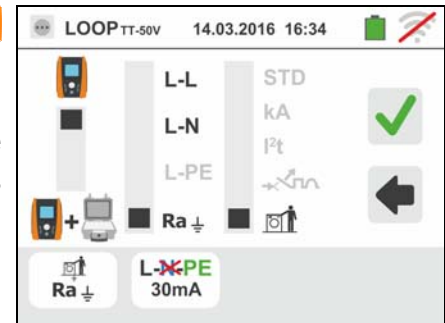 LOOP TT-50V 14.03.2016 16:34
L-L STD
L-N kA
L-PE I²t
Ra
Ra
L-N-PE
30mA